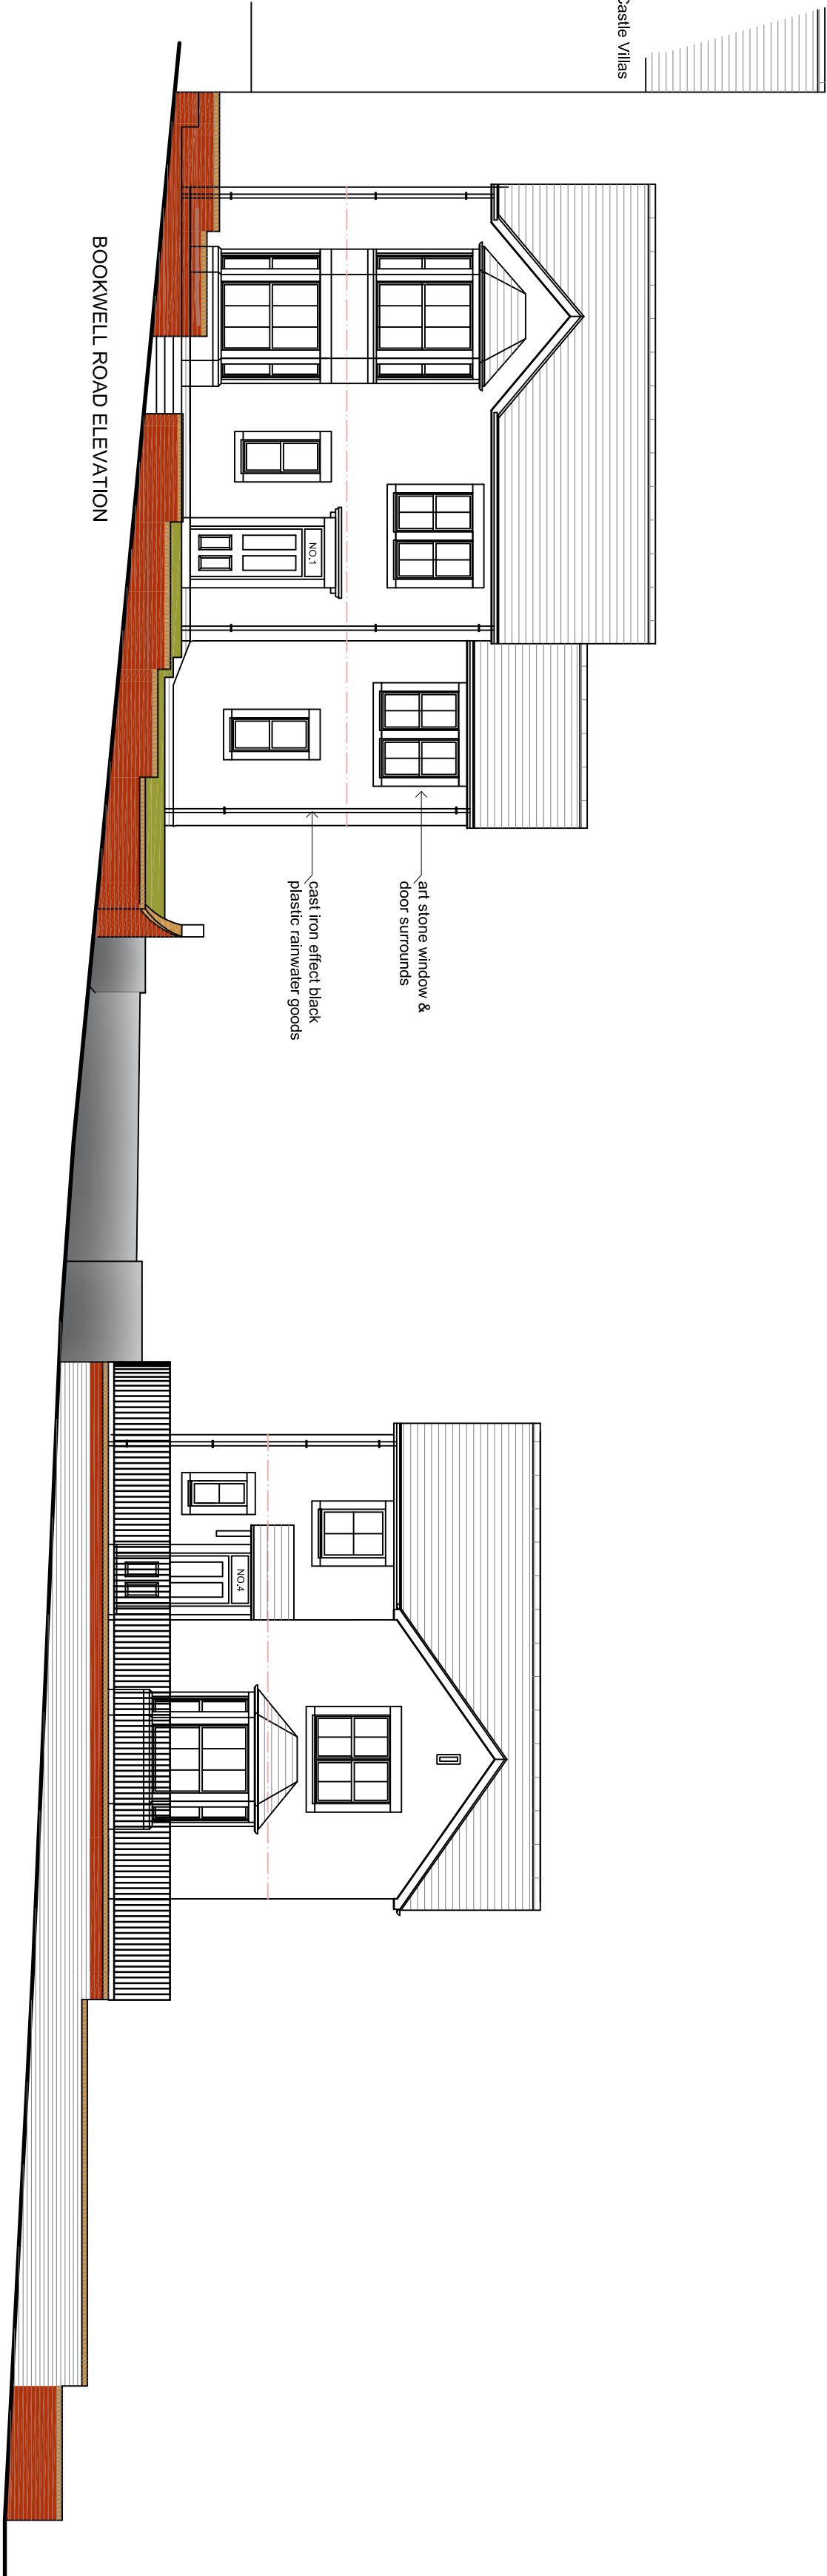 Castle Villas
NO.1
art stone window &
door surrounds
cast iron effect black
plastic rainwater goods
NO.4
BOOKWELL ROAD ELEVATION